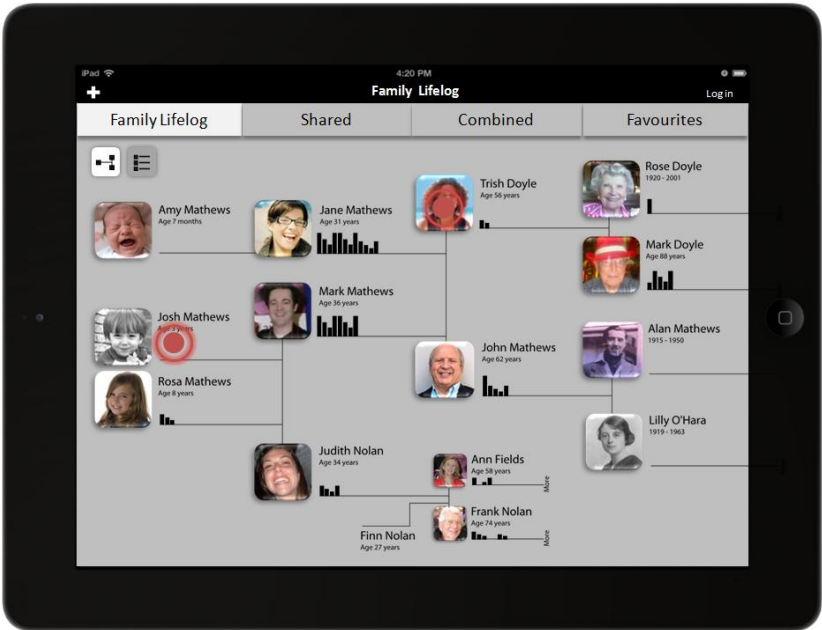 iPad 4:20 PM
Family Lifelog
Log in
Family Lifelog Shared Combined Favourites
Amy Mathews
Age 7 months
Josh Mathews
Age 3 years
Rosa Mathews
Age 8 years
Jane Mathews
Age 31 years
Mark Mathews
Age 36 years
Judith Nolan
Age 34 years
Finn Nolan
Age 27 years
Trish Doyle
Age 56 years
John Mathews
Age 62 years
Ann Fields
Age 58 years
More
Frank Nolan
Age 74 years
More
Rose Doyle
1920 - 2001
Mark Doyle
Age 88 years
Alan Mathews
1915 - 1950
Lilly O'Hara
1919 - 1963